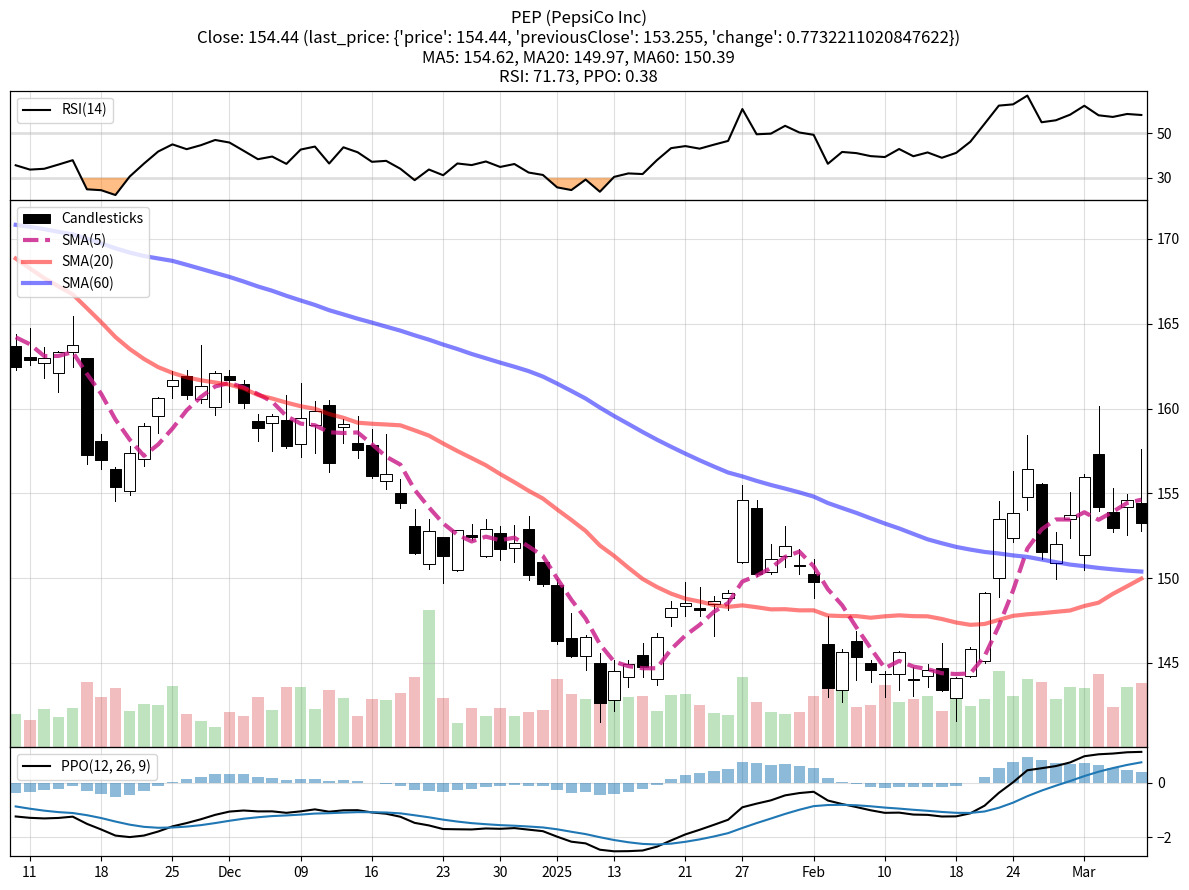 PEP (PepsiCo Inc)
Close: 154.44 (last_price: {'price': 154.44, 'previousClose': 153.255, 'change': 0.7732211020847622})
MA5: 154.62, MA20: 149.97, MA60: 150.39
RSI: 71.73, PPO: 0.38
RSI(14)
50
30
Candlesticks
SMA(5)
SMA(20)
SMA(60)
170
165
160
155
150
145
PPO(12, 26, 9)
0
−2
11 18 25 Dec 09 16 23 30 2025 13 21 27 Feb 10 18 24 Mar